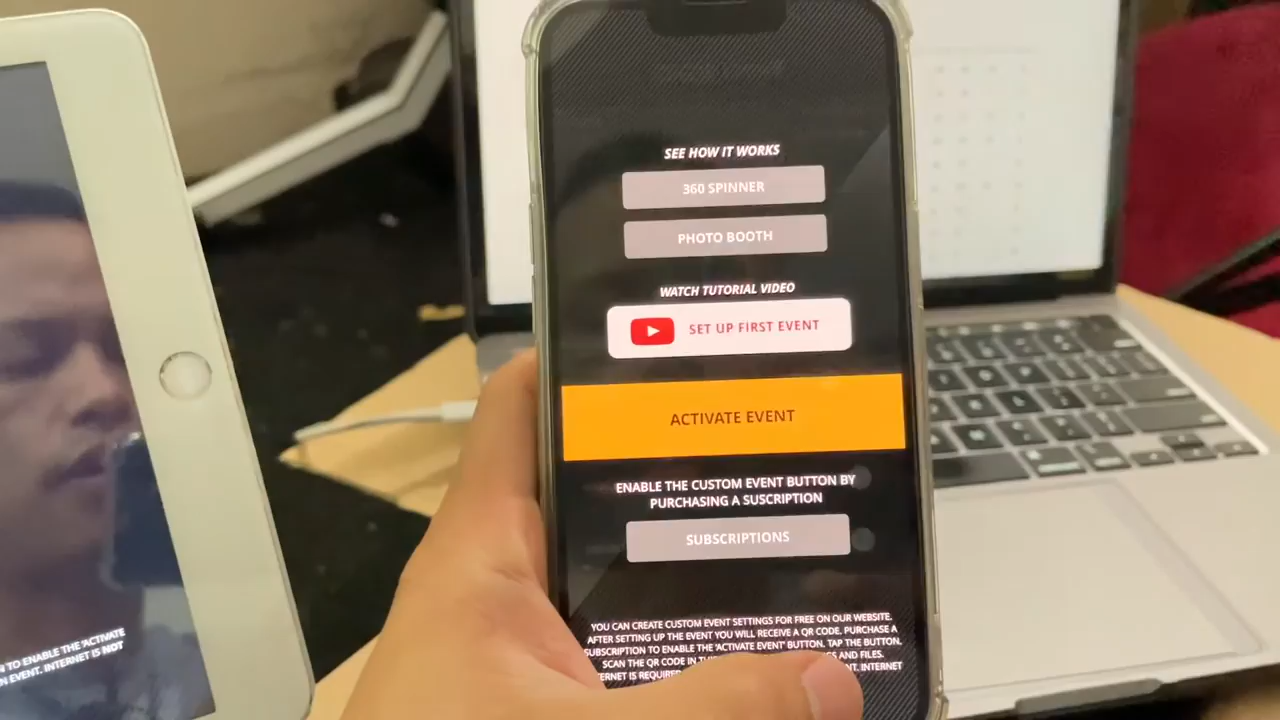 SEE HOW IT WORKS
360 SPINNER
PHOTO BOOTH
WATCH TUTORIAL VIDEO
SET UP FIRST EVENT
ACTIVATE EVENT
ENABLE THE CUSTOM EVENT BUTTON BY
PURCHASING A SUSCRIPTION
SUBSCRIPTIONS
YOU CAN CREATE CUSTOM EVENT SETTINGS FOR FREE ON OUR WEBSITE.
AFTER SETTING UP THE EVENT YOU WILL RECEIVE A QR CODE. PURCHASE A
SUBSCRIPTION TO ENABLE THE 'ACTIVATE EVENT' BUTTON. TAP THE BUTTON,
SCAN THE QR CODE IN AND FILES.
INTERNET
IS REQUIRED
TO ENABLE THE 'ACTIVATE
EVENT. INTERNET IS NOT